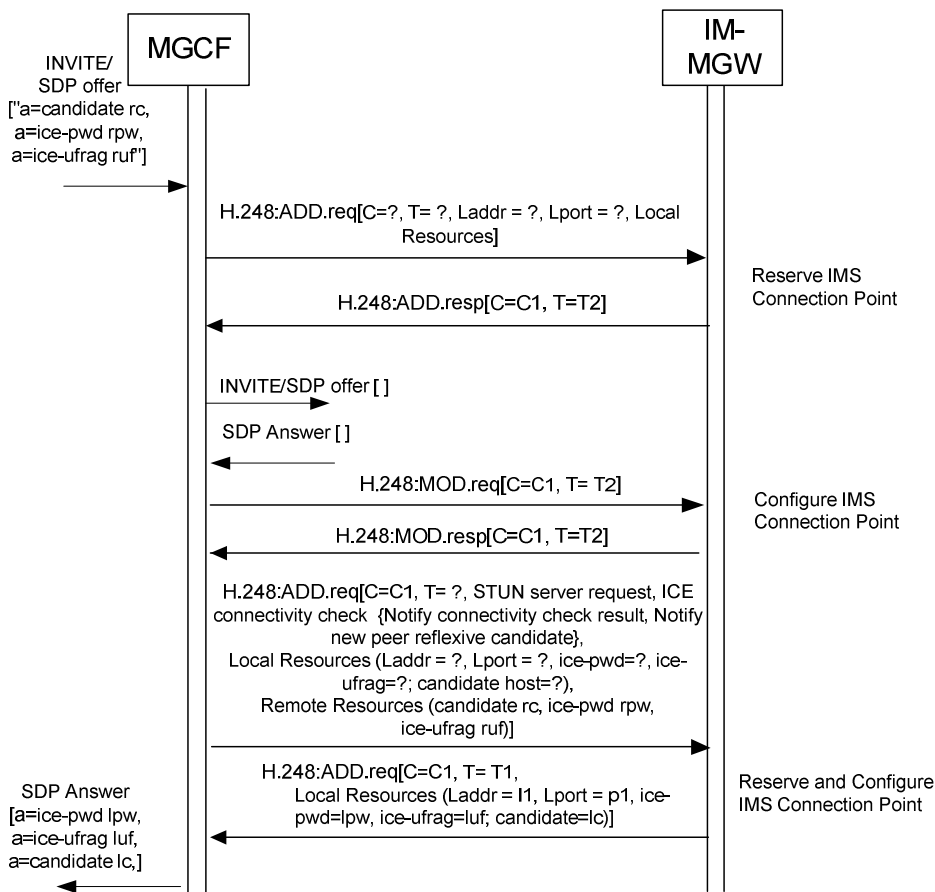 MGCF
IM-
MGW
INVITE/
SDP offer
["a=candidate rc,
a=ice-pwd rpw,
a=ice-ufrag ruf"]
H.248:ADD.req[C=?, T= ?, Laddr = ?, Lport = ?, Local
Resources]
Reserve IMS
Connection Point
H.248:ADD.resp[C=C1, T=T2]
INVITE/SDP offer [ ]
SDP Answer [ ]
H.248:MOD.req[C=C1, T= T2]
Configure IMS
Connection Point
H.248:MOD.resp[C=C1, T=T2]
H.248:ADD.req[C=C1, T= ?, STUN server request, ICE
connectivity check {Notify connectivity check result, Notify
new peer reflexive candidate},
Local Resources (Laddr = ?, Lport = ?, ice-pwd=?, ice-
ufrag=?; candidate host=?),
Remote Resources (candidate rc, ice-pwd rpw,
ice-ufrag ruf)]
H.248:ADD.req[C=C1, T= T1,
Local Resources (Laddr = l1, Lport = p1, ice-
pwd=lpw, ice-ufrag=luf; candidate=lc)]
Reserve and Configure
IMS Connection Point
SDP Answer
[a=ice-pwd lpw,
a=ice-ufrag luf,
a=candidate lc,]